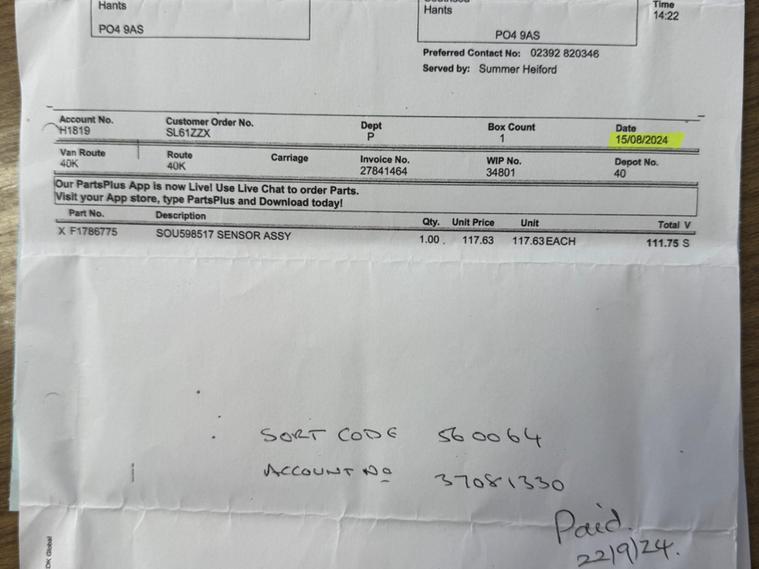 Hants
PO4 9AS
Hants
PO4 9AS
Time
14:22
Preferred Contact No: 02392 820346
Served by: Summer Heiford
Account No. Customer Order No. Dept Box Count Date
H1819 SL61ZZX P 1 15/08/2024
Van Route Route Carriage Invoice No. WIP No. Depot No.
40K 40K 27841464 34801 40
Our PartsPlus App is now Live! Use Live Chat to order Parts.
Visit your App store, type PartsPlus and Download today!
Part No. Description Qty. Unit Price Unit Total V
X F1786775 SOU598517 SENSOR ASSY 1.00 117.63 117.63 EACH 111.75 S
SORT CODE 560064
ACCOUNT No 37081330
Paid.
22/9/24.